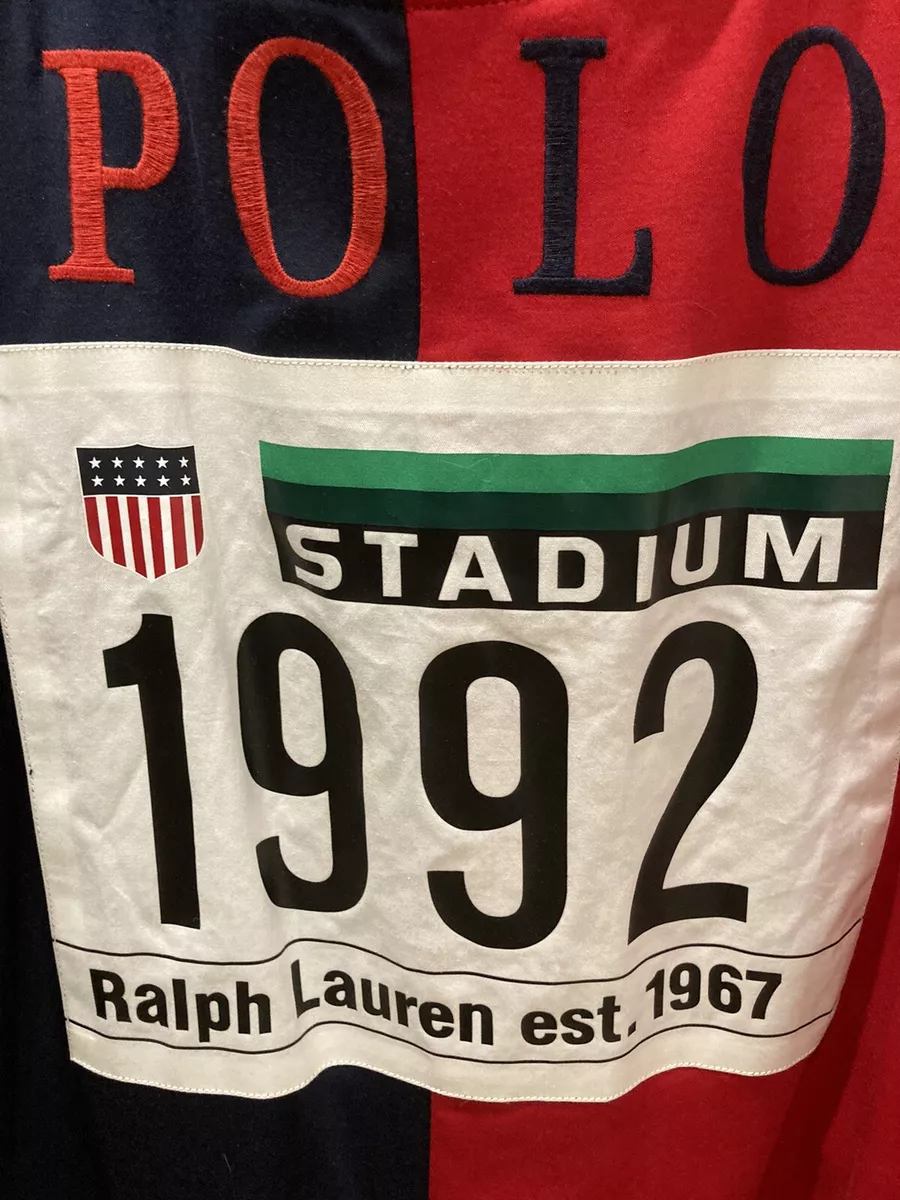 POLO
STADIUM
1992
Ralph Lauren est. 1967